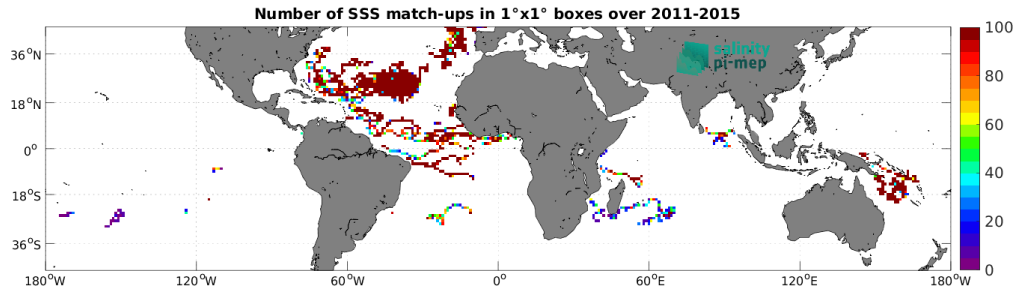 Number of SSS match-ups in 1°x1° boxes over 2011-2015
salinity
pi-mep
36°N
18°N
0°
18°S
36°S
180°W
120°W
60°W
0°
60°E
120°E
180°W
100
80
60
40
20
0